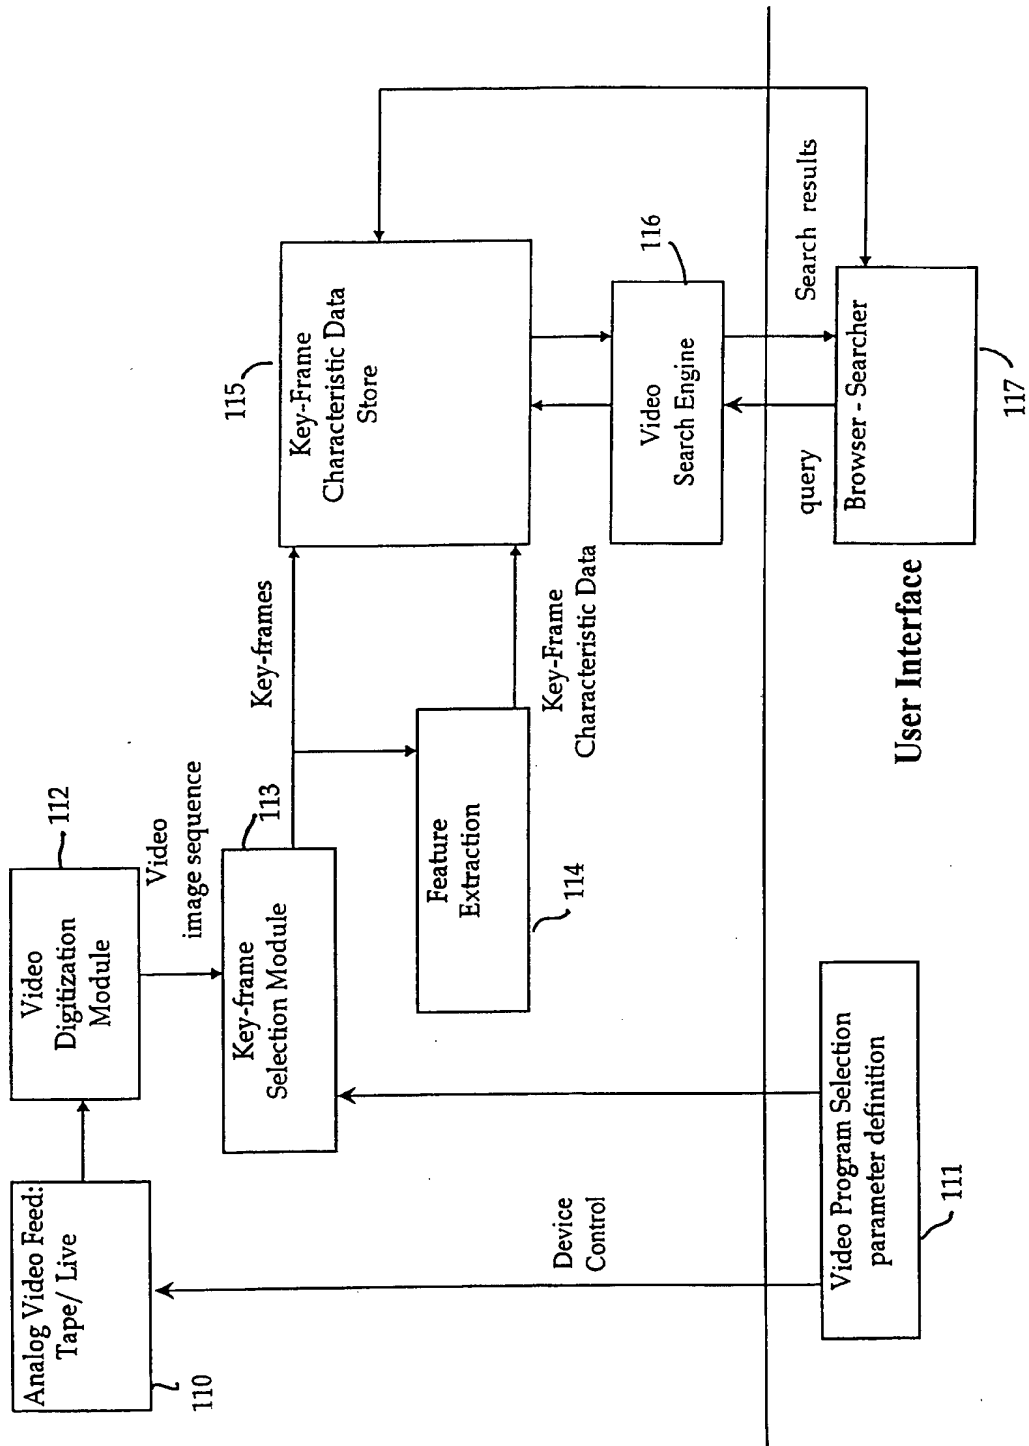 Analog Video Feed:
Tape/ Live
110
Video
Digitization
Module
112
Video
image sequence
Key-frame
Selection Module
113
Key-frames
Feature
Extraction
114
Key-Frame
Characteristic Data
115
Key-Frame
Characteristic Data
Store
Video
Search Engine
116
Device
Control
query
Search results
Video Program Selection
parameter definition
111
User Interface
Browser - Searcher
117